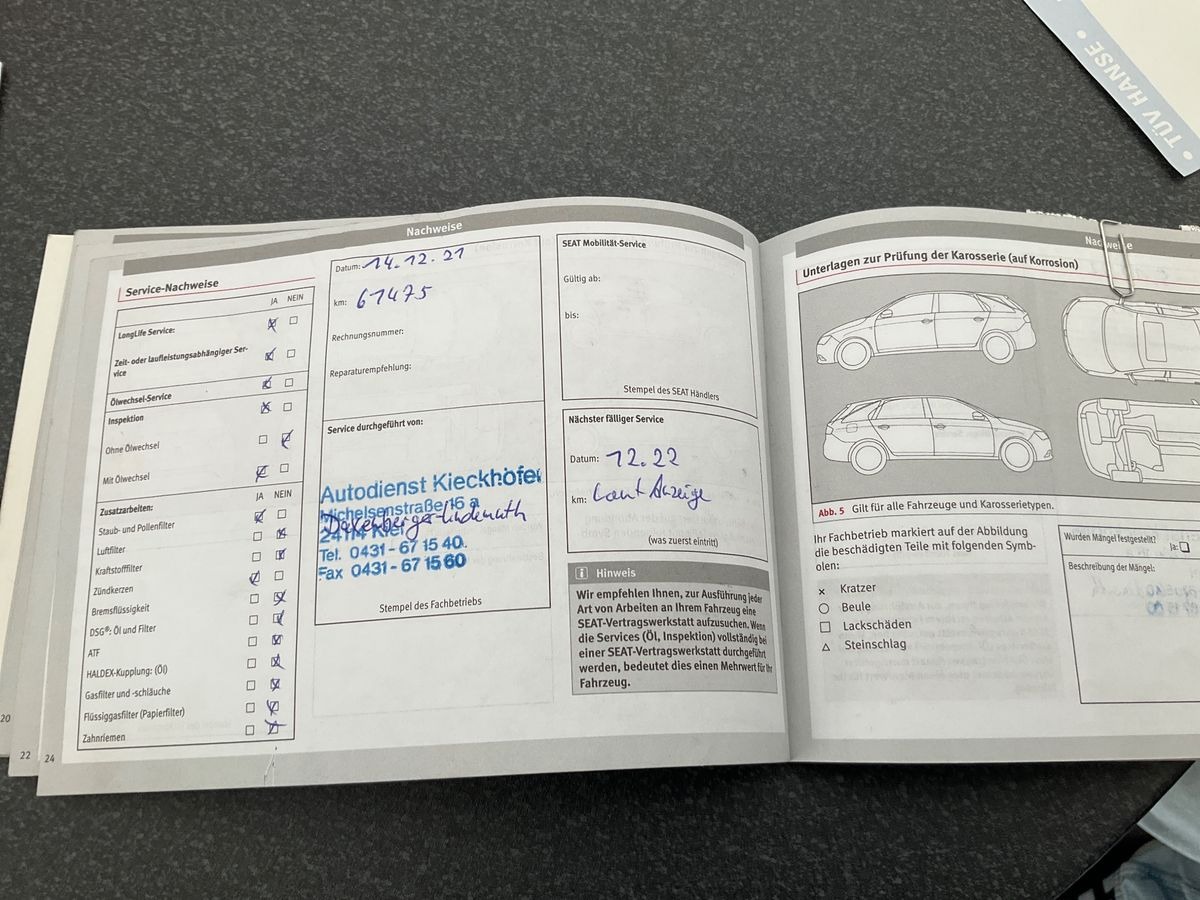 • TÜV HANSE •
Nachweise
Service-Nachweise
JA NEIN
LongLife Service:
Zeit- oder laufleistungsabhängiger Ser-
vice
Ölwechsel-Service
Inspektion
Ohne Ölwechsel
Mit Ölwechsel
JA NEIN
Zusatzarbeiten:
Staub- und Pollenfilter
Luftfilter
Kraftstofffilter
Zündkerzen
Bremsflüssigkeit
DSG®: Öl und Filter
ATF
HALDEX-Kupplung: (Öl)
Gasfilter und -schläuche
Flüssiggasfilter (Papierfilter)
Zahnriemen
20
22
24
Datum: 14.12.21
km: 61475
Rechnungsnummer:
Reparaturempfehlung:
Service durchgeführt von:
Autodienst Kieckhöfel
Michelsenstraße 16 a
24114 Kiel
Tel. 0431 - 67 15 40
Fax 0431 - 67 15 60
Stempel des Fachbetriebs
SEAT Mobilität-Service
Gültig ab:
bis:
Stempel des SEAT Händlers
Nächster fälliger Service
Datum: 12.22
km: Laut Anzeige
(was zuerst eintritt)
i Hinweis
Wir empfehlen Ihnen, zur Ausführung jeder
Art von Arbeiten an Ihrem Fahrzeug eine
SEAT-Vertragswerkstatt aufzusuchen. Wenn
die Services (Öl, Inspektion) vollständig bei
einer SEAT-Vertragswerkstatt durchgeführt
werden, bedeutet dies einen Mehrwert für Ihr
Fahrzeug.
Nachweise
Unterlagen zur Prüfung der Karosserie (auf Korrosion)
Abb. 5 Gilt für alle Fahrzeuge und Karosserietypen.
Ihr Fachbetrieb markiert auf der Abbildung
die beschädigten Teile mit folgenden Symb-
olen:
× Kratzer
○ Beule
□ Lackschäden
△ Steinschlag
Wurden Mängel festgestellt?
Ja:
Beschreibung der Mängel: